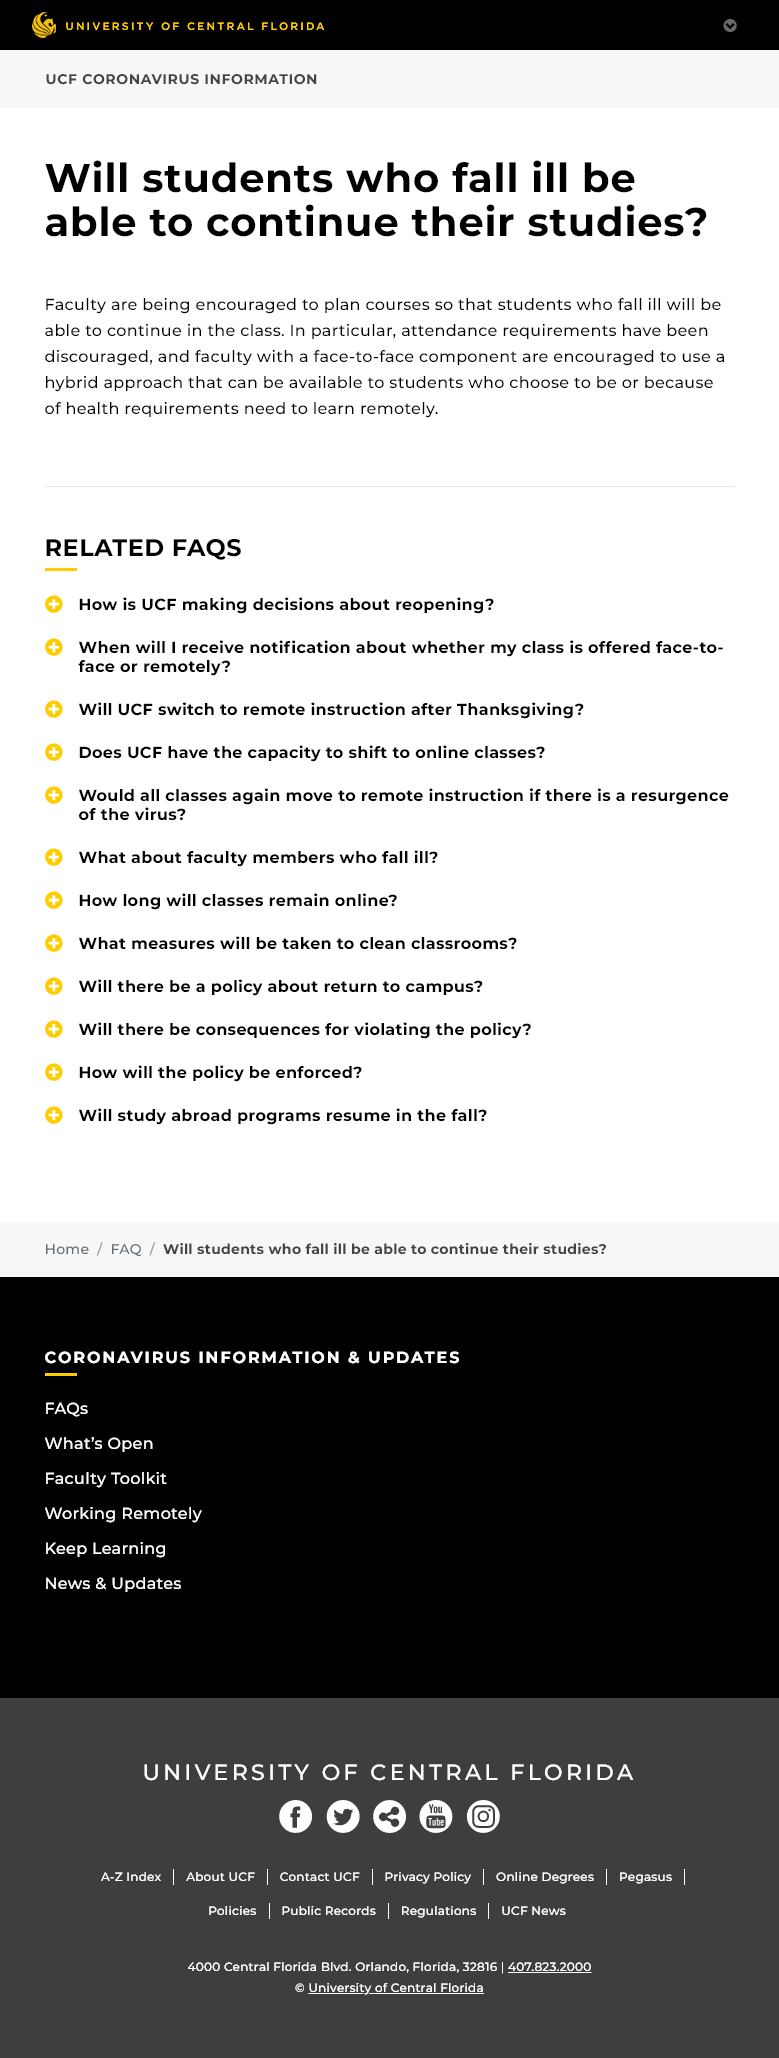 UNIVERSITY OF CENTRAL FLORIDA
UCF CORONAVIRUS INFORMATION
Will students who fall ill be
able to continue their studies?
Faculty are being encouraged to plan courses so that students who fall ill will be
able to continue in the class. In particular, attendance requirements have been
discouraged, and faculty with a face-to-face component are encouraged to use a
hybrid approach that can be available to students who choose to be or because
of health requirements need to learn remotely.
RELATED FAQS
How is UCF making decisions about reopening?
When will I receive notification about whether my class is offered face-to-
face or remotely?
Will UCF switch to remote instruction after Thanksgiving?
Does UCF have the capacity to shift to online classes?
Would all classes again move to remote instruction if there is a resurgence
of the virus?
What about faculty members who fall ill?
How long will classes remain online?
What measures will be taken to clean classrooms?
Will there be a policy about return to campus?
Will there be consequences for violating the policy?
How will the policy be enforced?
Will study abroad programs resume in the fall?
Home / FAQ / Will students who fall ill be able to continue their studies?
CORONAVIRUS INFORMATION & UPDATES
FAQs
What's Open
Faculty Toolkit
Working Remotely
Keep Learning
News & Updates
UNIVERSITY OF CENTRAL FLORIDA
You
Tube
A-Z Index | About UCF | Contact UCF | Privacy Policy | Online Degrees | Pegasus |
Policies | Public Records | Regulations | UCF News
4000 Central Florida Blvd. Orlando, Florida, 32816 | 407.823.2000
© University of Central Florida